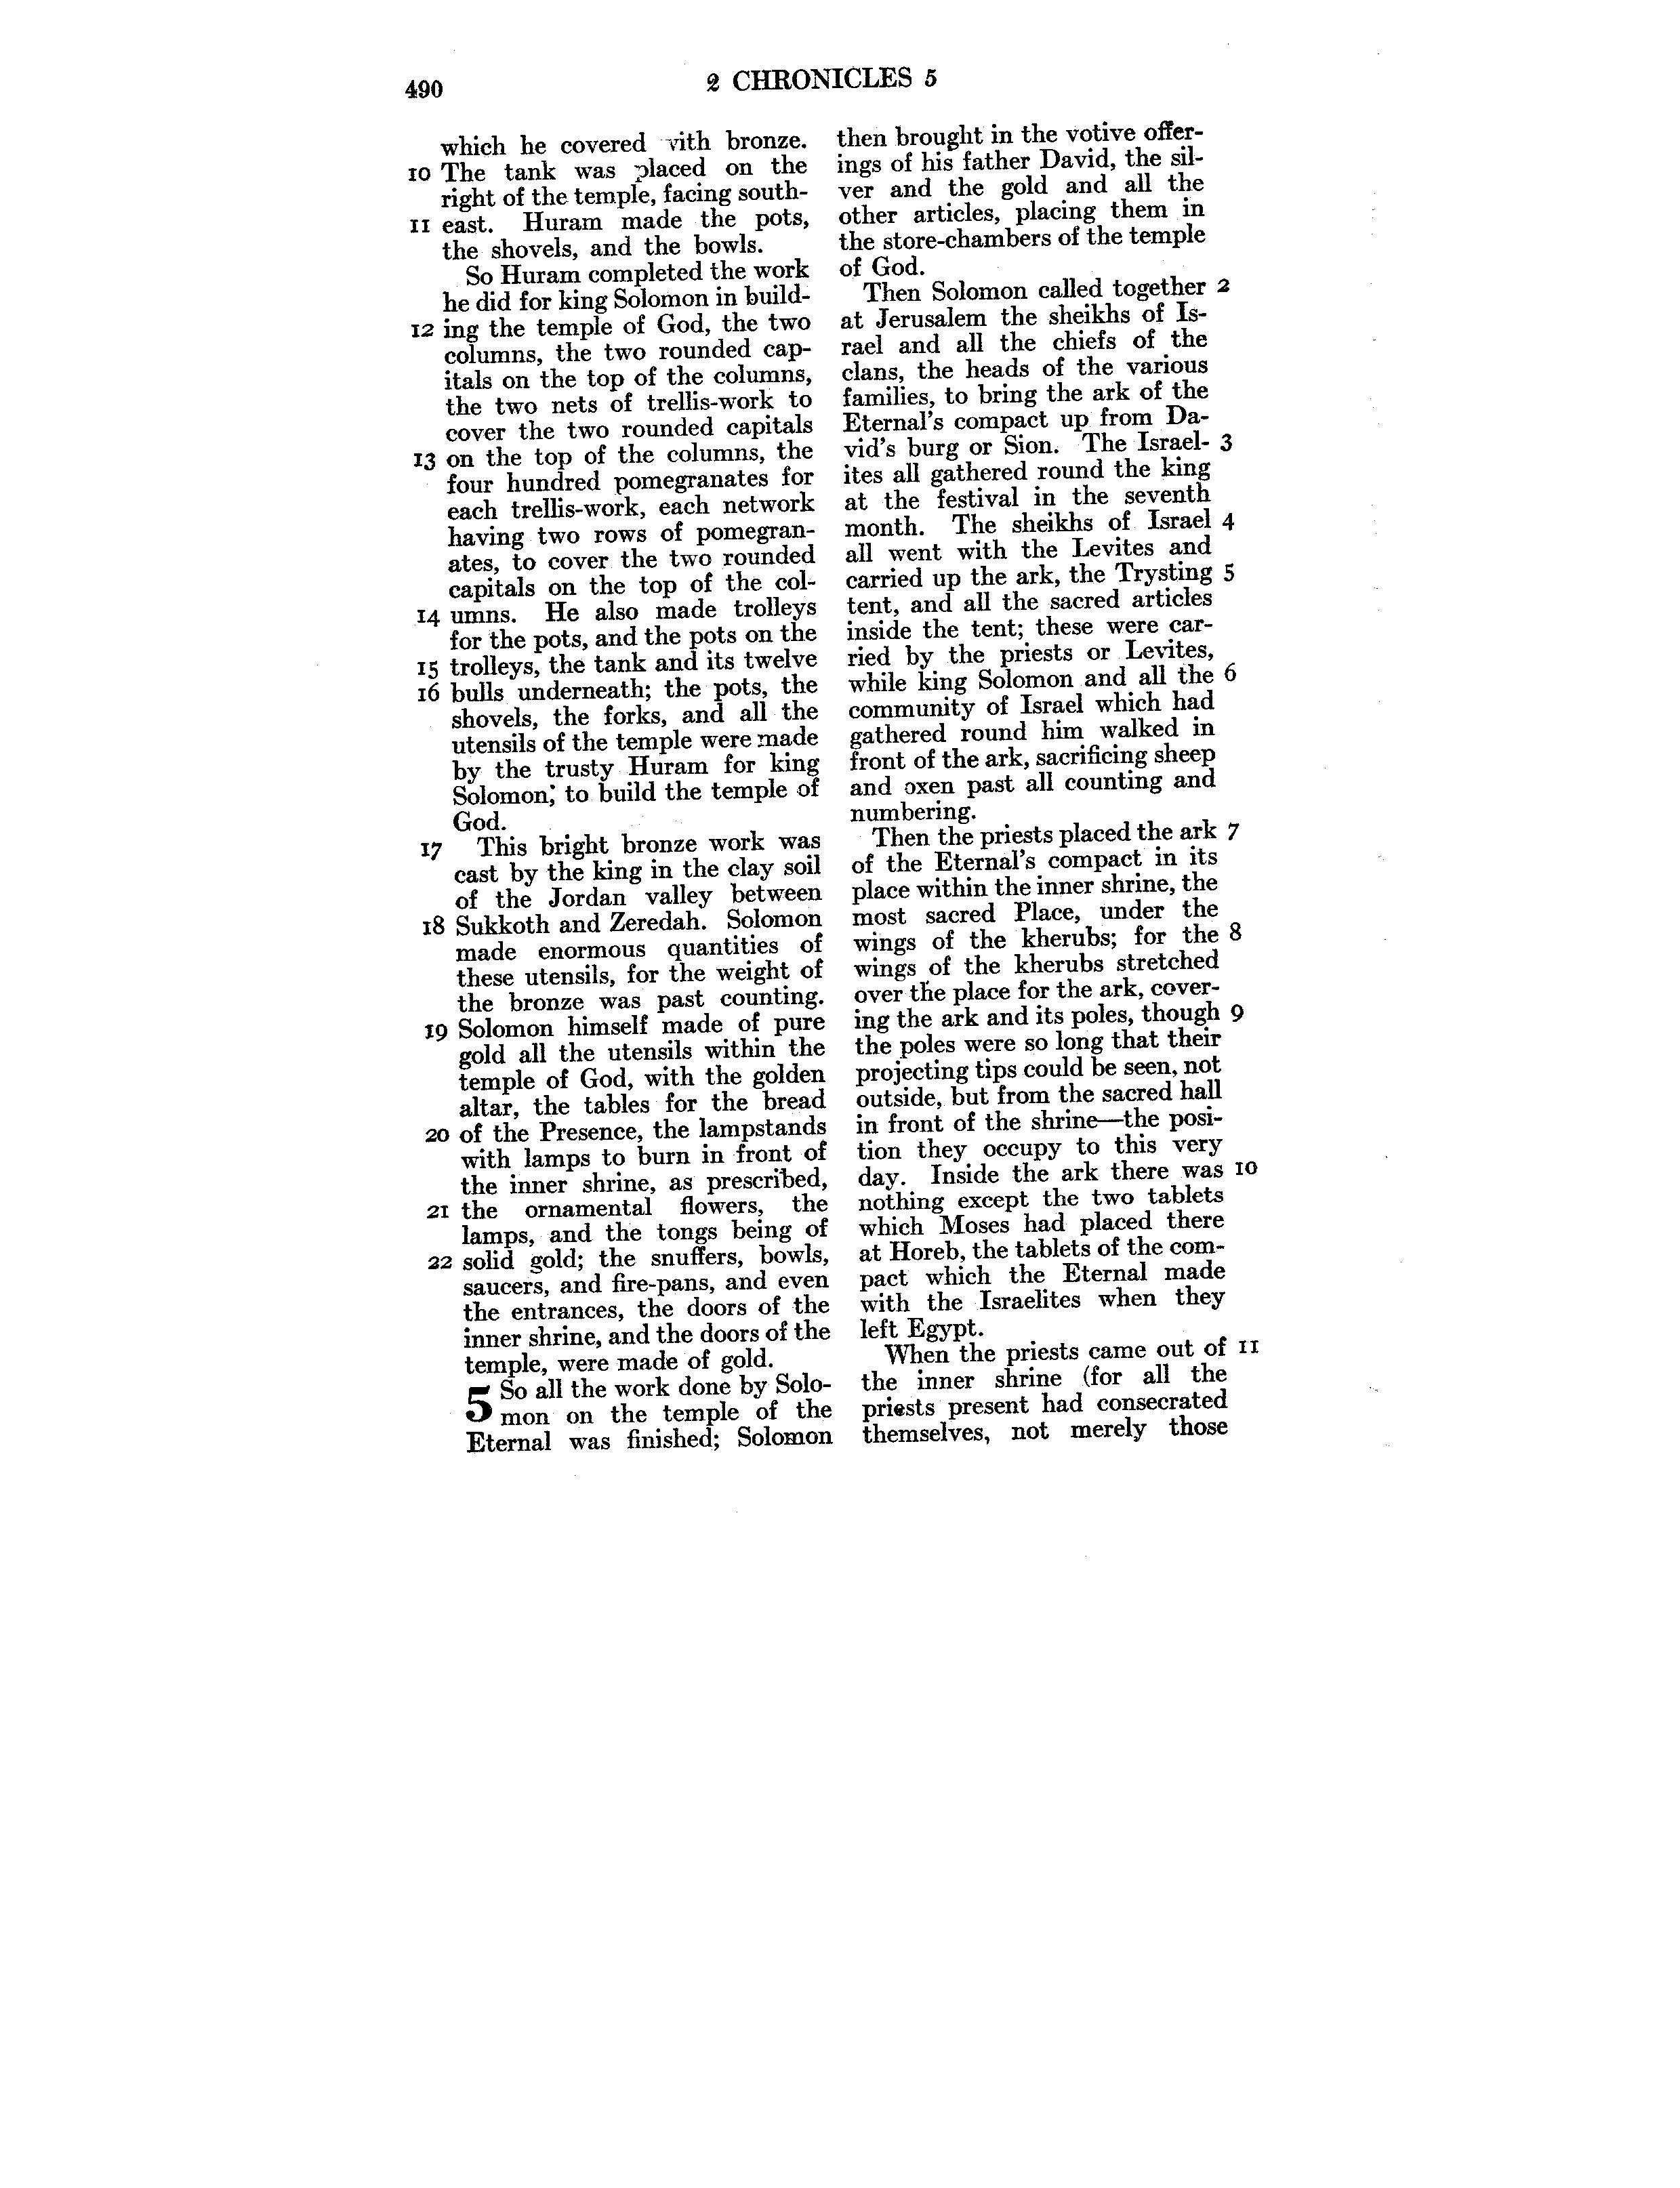 490
2 CHRONICLES 5
which he covered with bronze.
10 The tank was placed on the
right of the temple, facing south-
11 east. Huram made the pots,
the shovels, and the bowls.
So Huram completed the work
he did for king Solomon in build-
12 ing the temple of God, the two
columns, the two rounded cap-
itals on the top of the columns,
the two nets of trellis-work to
cover the two rounded capitals
13 on the top of the columns, the
four hundred pomegranates for
each trellis-work, each network
having two rows of pomegran-
ates, to cover the two rounded
capitals on the top of the col-
14 umns. He also made trolleys
for the pots, and the pots on the
15 trolleys, the tank and its twelve
16 bulls underneath; the pots, the
shovels, the forks, and all the
utensils of the temple were made
by the trusty Huram for king
Solomon; to build the temple of
God.
17 This bright bronze work was
cast by the king in the clay soil
of the Jordan valley between
18 Sukkoth and Zeredah. Solomon
made enormous quantities of
these utensils, for the weight of
the bronze was past counting.
19 Solomon himself made of pure
gold all the utensils within the
temple of God, with the golden
altar, the tables for the bread
20 of the Presence, the lampstands
with lamps to burn in front of
the inner shrine, as prescribed,
21 the ornamental flowers, the
lamps, and the tongs being of
22 solid gold; the snuffers, bowls,
saucers, and fire-pans, and even
the entrances, the doors of the
inner shrine, and the doors of the
temple, were made of gold.
5 So all the work done by Solo-
mon on the temple of the
Eternal was finished; Solomon
then brought in the votive offer-
ings of his father David, the sil-
ver and the gold and all the
other articles, placing them in
the store-chambers of the temple
of God.
Then Solomon called together 2
at Jerusalem the sheikhs of Is-
rael and all the chiefs of the
clans, the heads of the various
families, to bring the ark of the
Eternal's compact up from Da-
vid's burg or Sion. The Israel- 3
ites all gathered round the king
at the festival in the seventh
month. The sheikhs of Israel 4
all went with the Levites and
carried up the ark, the Trysting 5
tent, and all the sacred articles
inside the tent; these were car-
ried by the priests or Levites,
while king Solomon and all the 6
community of Israel which had
gathered round him walked in
front of the ark, sacrificing sheep
and oxen past all counting and
numbering.
Then the priests placed the ark 7
of the Eternal's compact in its
place within the inner shrine, the
most sacred Place, under the
wings of the kherubs; for the 8
wings of the kherubs stretched
over the place for the ark, cover-
ing the ark and its poles, though 9
the poles were so long that their
projecting tips could be seen, not
outside, but from the sacred hall
in front of the shrine—the posi-
tion they occupy to this very
day. Inside the ark there was 10
nothing except the two tablets
which Moses had placed there
at Horeb, the tablets of the com-
pact which the Eternal made
with the Israelites when they
left Egypt.
When the priests came out of 11
the inner shrine (for all the
priests present had consecrated
themselves, not merely those